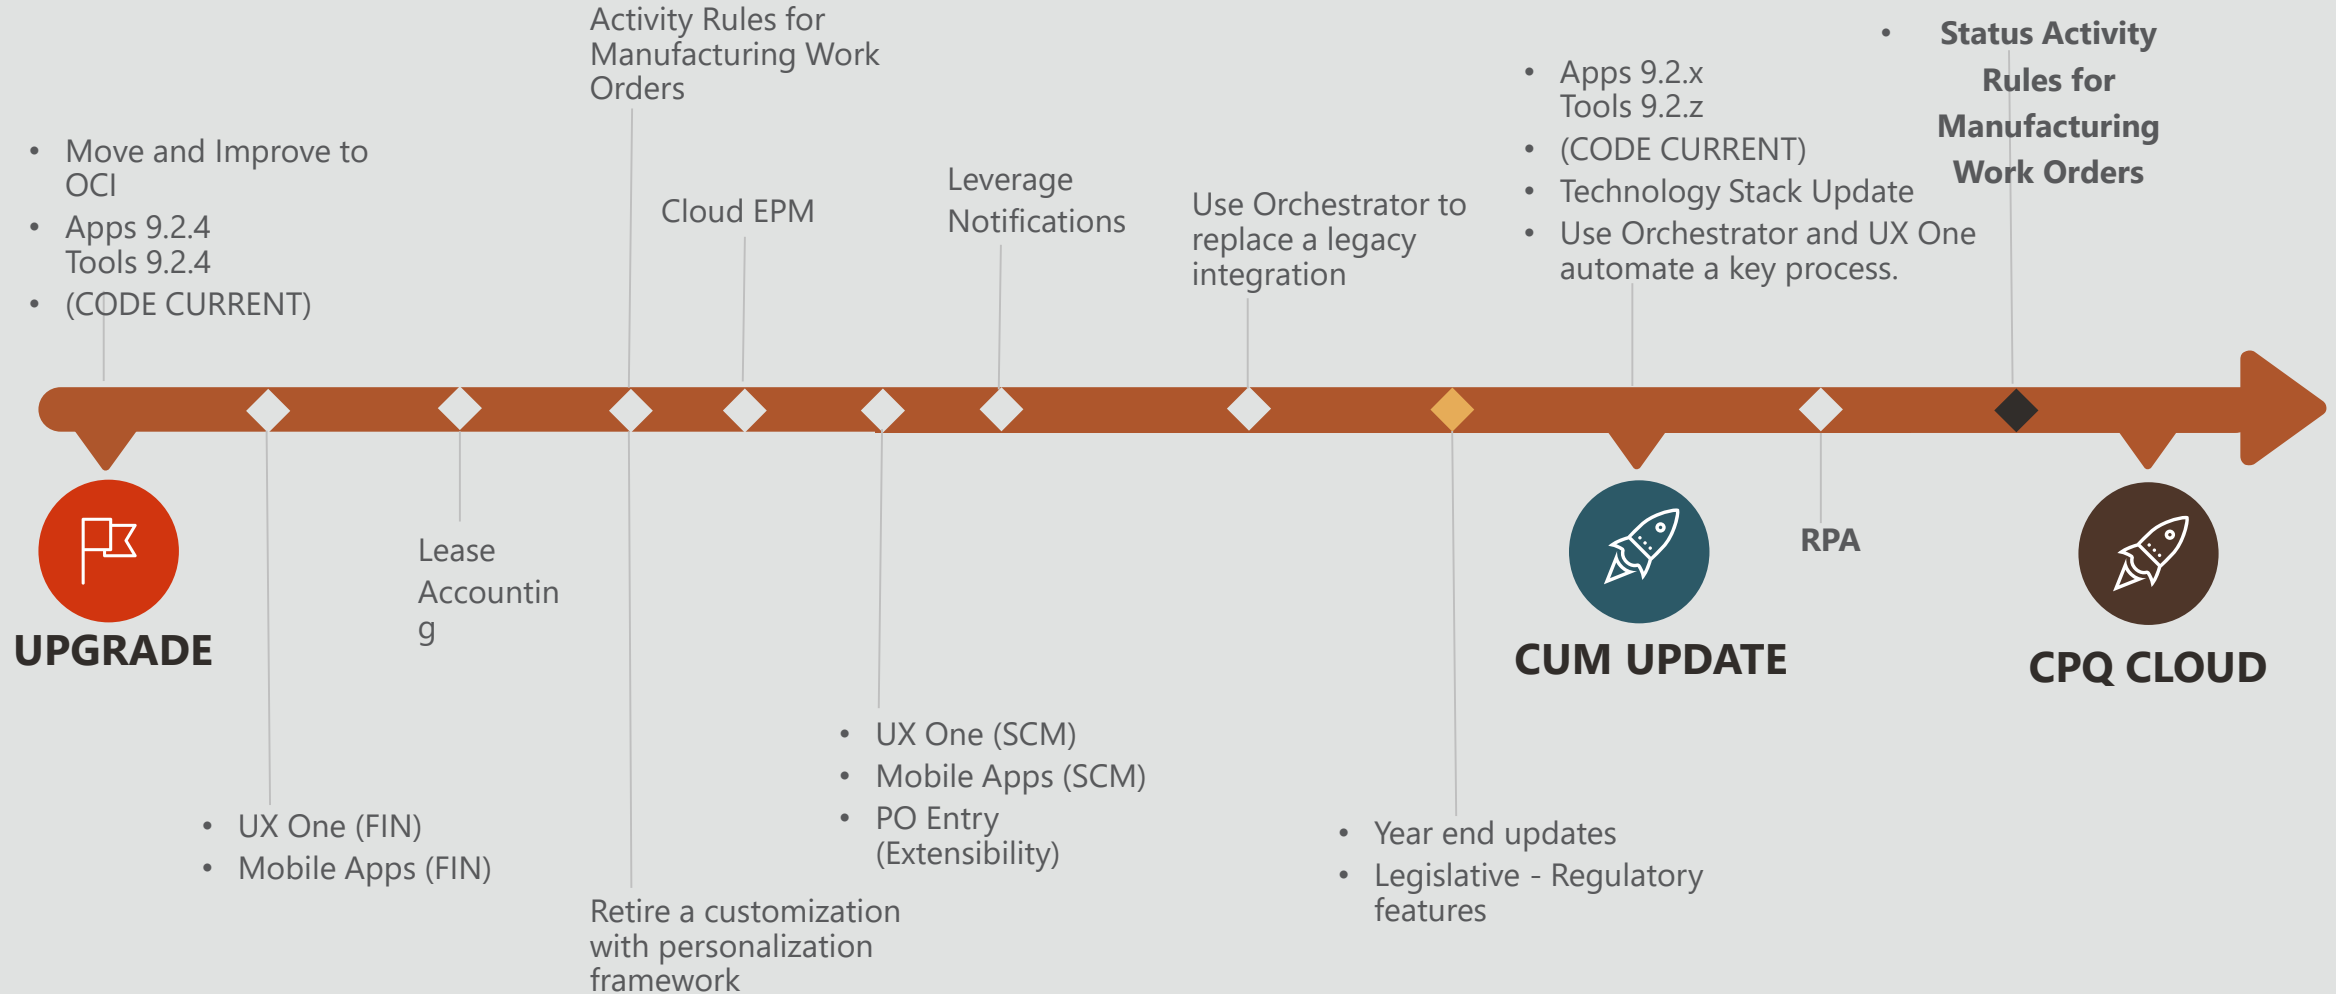 Activity Rules for
Manufacturing Work
Orders
• Status Activity
Rules for
Manufacturing
Work Orders
• Apps 9.2.x
Tools 9.2.z
• (CODE CURRENT)
• Technology Stack Update
• Use Orchestrator and UX One
automate a key process.
• Move and Improve to
OCI
• Apps 9.2.4
Tools 9.2.4
• (CODE CURRENT)
Cloud EPM
Leverage
Notifications
Use Orchestrator to
replace a legacy
integration
UPGRADE
Lease
Accountin
g
CUM UPDATE
RPA
CPQ CLOUD
• UX One (FIN)
• Mobile Apps (FIN)
Retire a customization
with personalization
framework
• UX One (SCM)
• Mobile Apps (SCM)
• PO Entry
(Extensibility)
• Year end updates
• Legislative - Regulatory
features